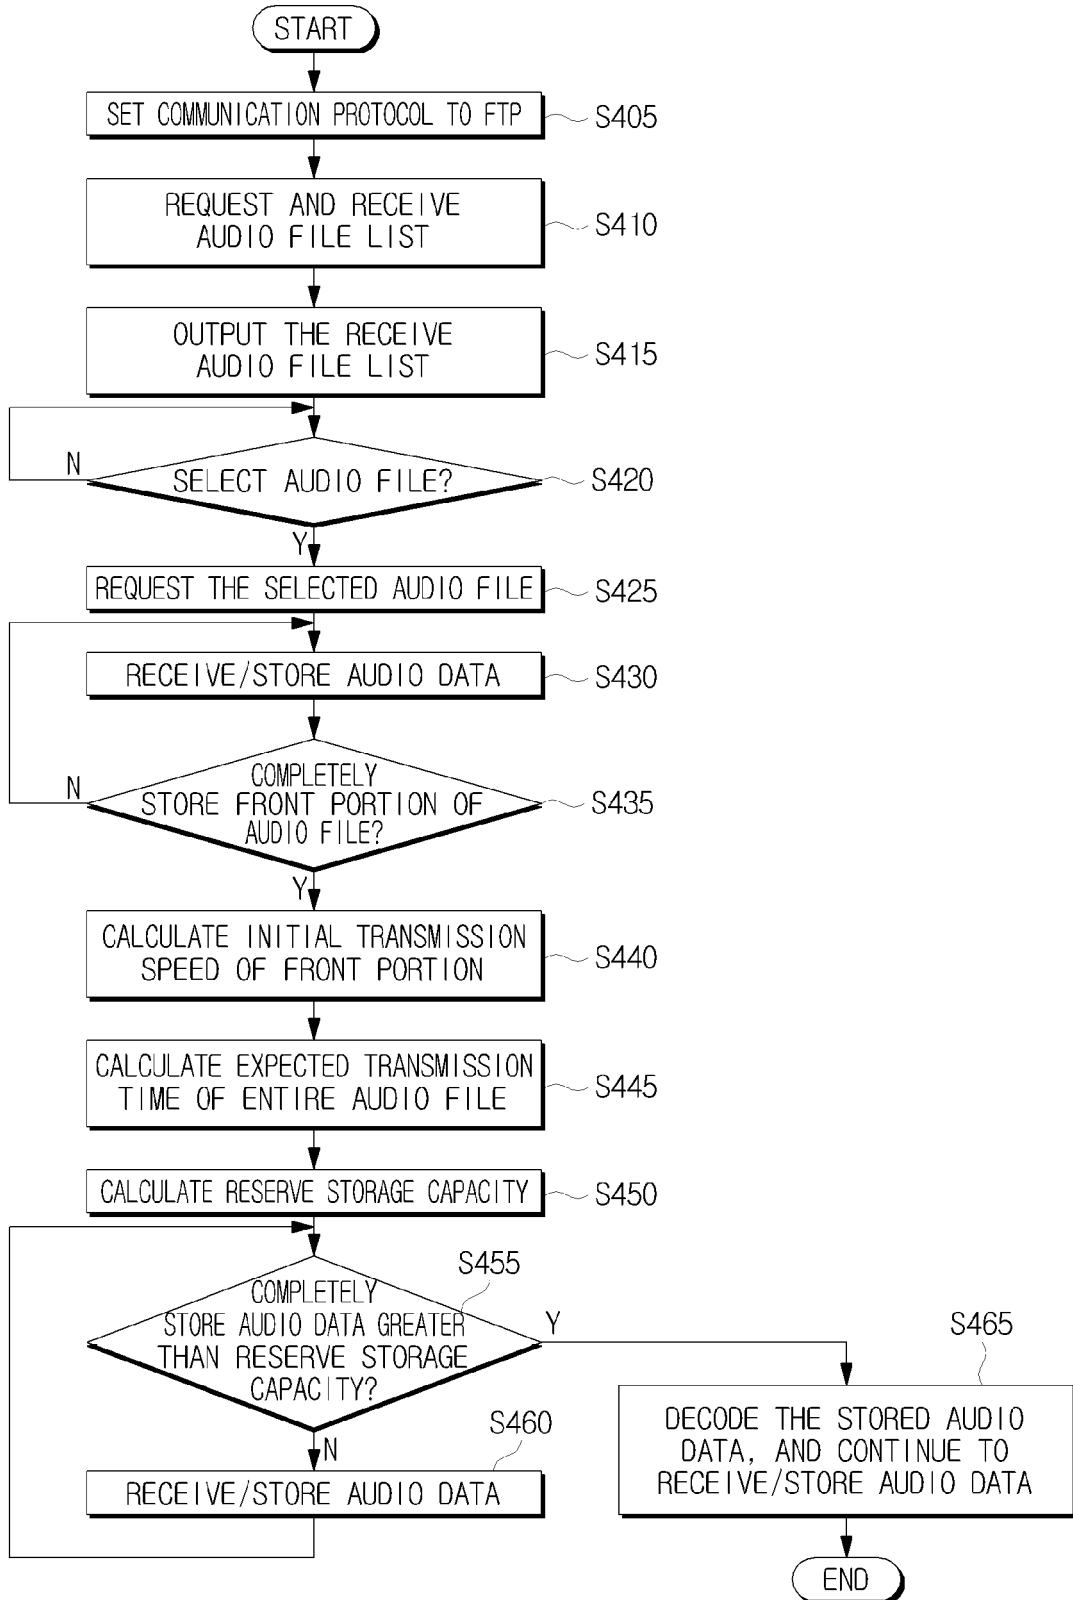 START
SET COMMUNICATION PROTOCOL TO FTP
S405
REQUEST AND RECEIVE
AUDIO FILE LIST
S410
OUTPUT THE RECEIVE
AUDIO FILE LIST
S415
N
SELECT AUDIO FILE?
S420
Y
REQUEST THE SELECTED AUDIO FILE
S425
RECEIVE/STORE AUDIO DATA
S430
N
COMPLETELY
STORE FRONT PORTION OF
AUDIO FILE?
S435
Y
CALCULATE INITIAL TRANSMISSION
SPEED OF FRONT PORTION
S440
CALCULATE EXPECTED TRANSMISSION
TIME OF ENTIRE AUDIO FILE
S445
CALCULATE RESERVE STORAGE CAPACITY
S450
S455
COMPLETELY
STORE AUDIO DATA GREATER
THAN RESERVE STORAGE
CAPACITY?
Y
N
S460
RECEIVE/STORE AUDIO DATA
S465
DECODE THE STORED AUDIO
DATA, AND CONTINUE TO
RECEIVE/STORE AUDIO DATA
END